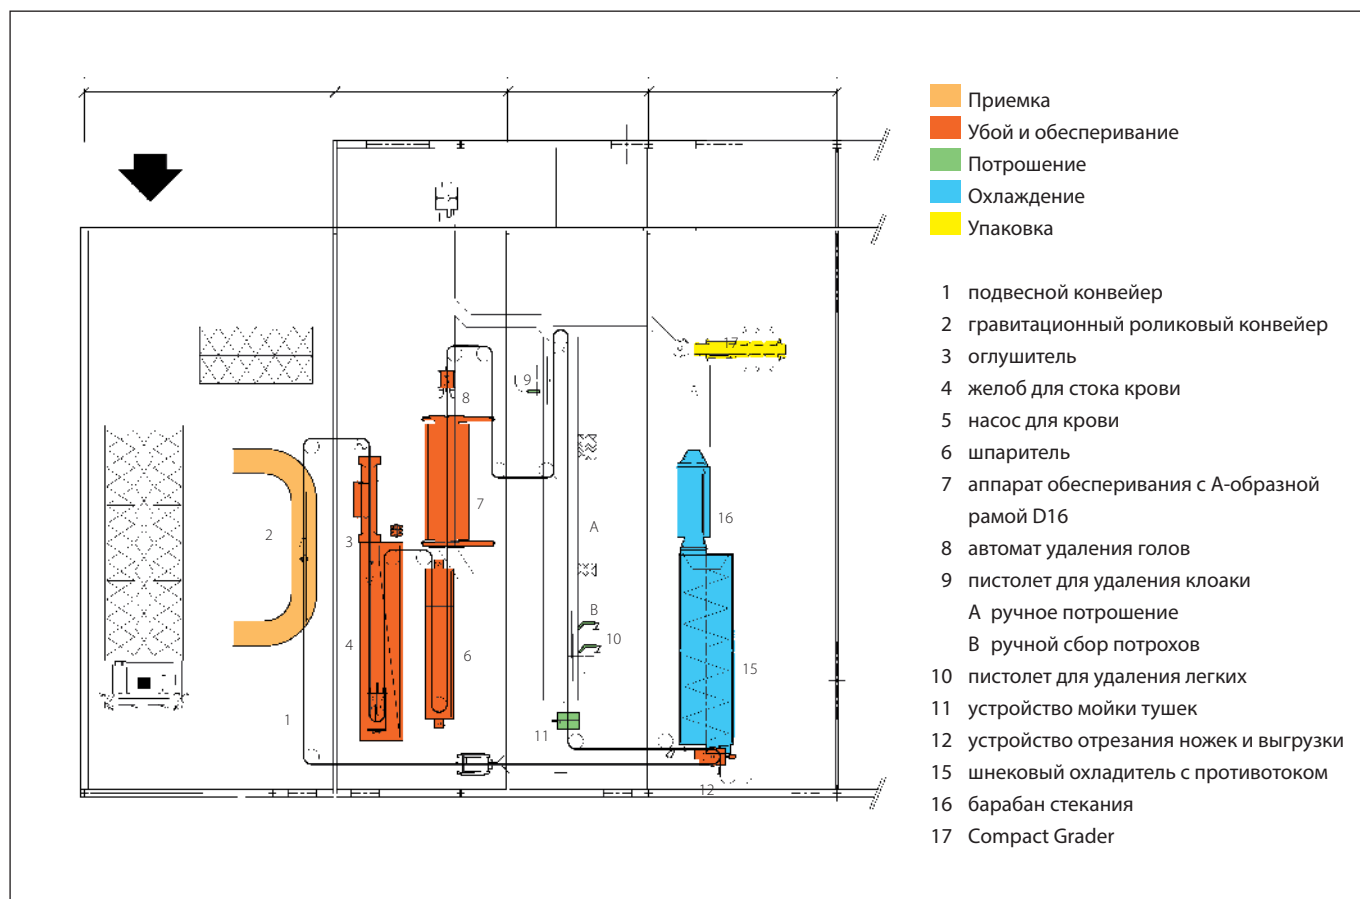 Приемка
Убой и обесперивание
Потрошение
Охлаждение
Упаковка
1 подвесной конвейер
2 гравитационный роликовый конвейер
3 оглушитель
4 желоб для стока крови
5 насос для крови
6 шпаритель
7 аппарат обесперивания с А-образной
рамой D16
8 автомат удаления голов
9 пистолет для удаления клоаки
А ручное потрошение
В ручной сбор потрохов
10 пистолет для удаления легких
11 устройство мойки тушек
12 устройство отрезания ножек и выгрузки
15 шнековый охладитель с противотоком
16 барабан стекания
17 Compact Grader
17
9
A
8
7
16
A
2
3
B
10
4
6
15
1
11
12